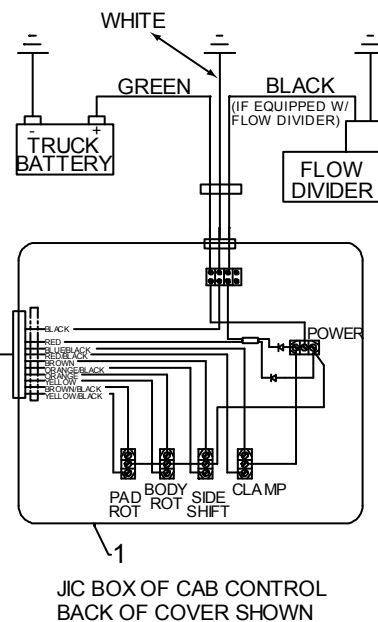 WHITE
GREEN
BLACK
(IF EQUIPPED W/
FLOW DIVIDER)
- +
TRUCK
BATTERY
FLOW
DIVIDER
BLACK
RED
BLUE/BLACK
RED/BLACK
BROWN
ORANGE/BLACK
ORANGE
YELLOW
BROWN/BLACK
YELLOW/BLACK
POWER
PAD
ROT
BODY
ROT
SIDE
SHIFT
CLAMP
1
JIC BOX OF CAB CONTROL
BACK OF COVER SHOWN